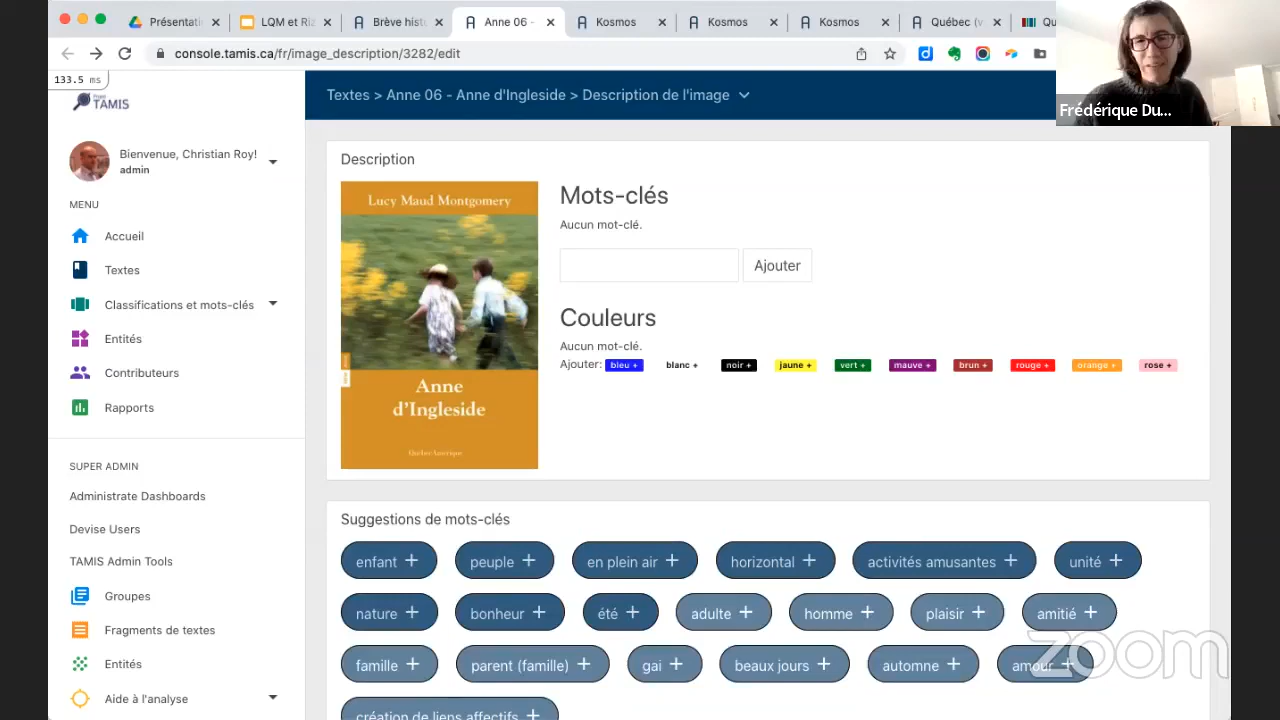 Présentatio
LQM et Ria
Brève hist
Anne 06 -
Kosmos
Kosmos
Kosmos
Québec (v
Qu
console.tamis.ca/fr/image_description/3282/edit
133.5 ms
TAMIS
Textes > Anne 06 - Anne d'Ingleside > Description de l'image
Frédérique Du...
Bienvenue, Christian Roy!
admin
MENU
Accueil
Textes
Classifications et mots-clés
Entités
Contributeurs
Rapports
SUPER ADMIN
Administrate Dashboards
Devise Users
TAMIS Admin Tools
Groupes
Fragments de textes
Entités
Aide à l'analyse
Description
Lucy Maud Montgomery
Anne
d'Ingleside
Québec Amérique
Mots-clés
Aucun mot-clé.
Ajouter
Couleurs
Aucun mot-clé.
Ajouter: bleu + blanc + noir + jaune + vert + mauve + brun + rouge + orange + rose +
Suggestions de mots-clés
enfant + peuple + en plein air + horizontal + activités amusantes + unité +
nature + bonheur + été + adulte + homme + plaisir + amitié +
famille + parent (famille) + gai + beaux jours + automne + amour +
création de liens affectifs +
zoom